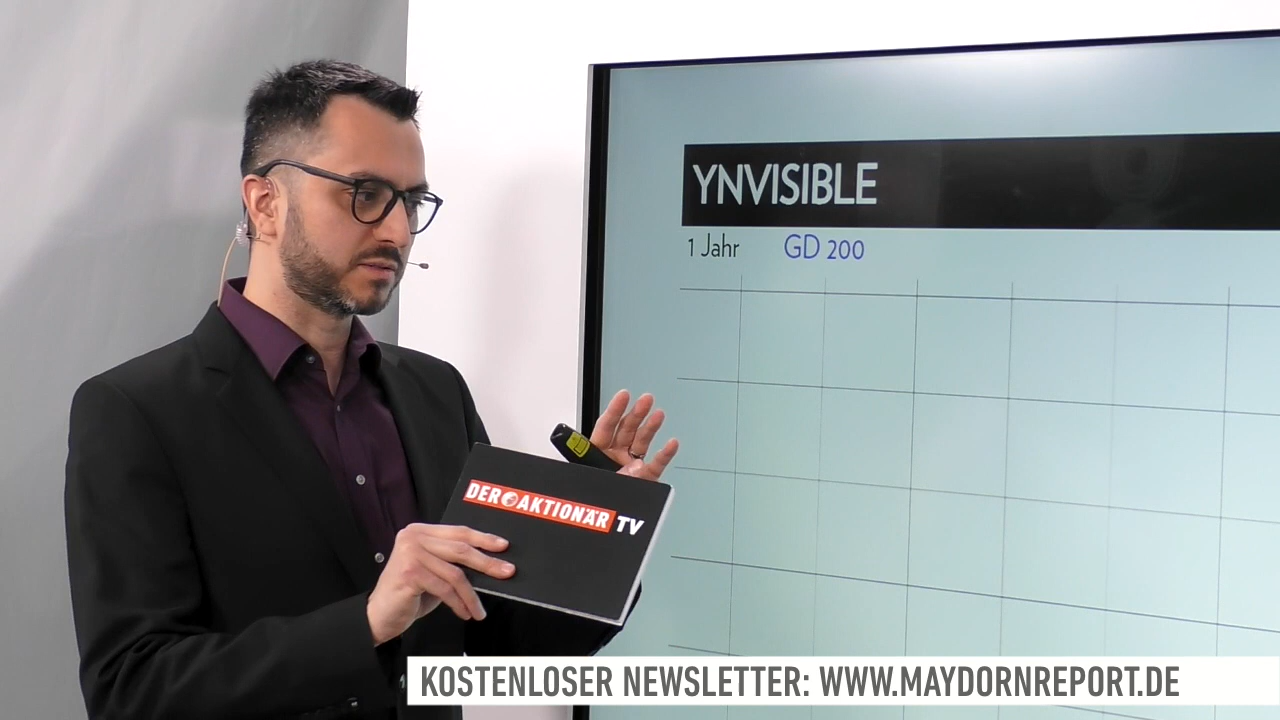 YNVISIBLE
1 Jahr GD 200
DER AKTIONÄR TV
KOSTENLOSER NEWSLETTER: WWW.MAYDORNREPORT.DE